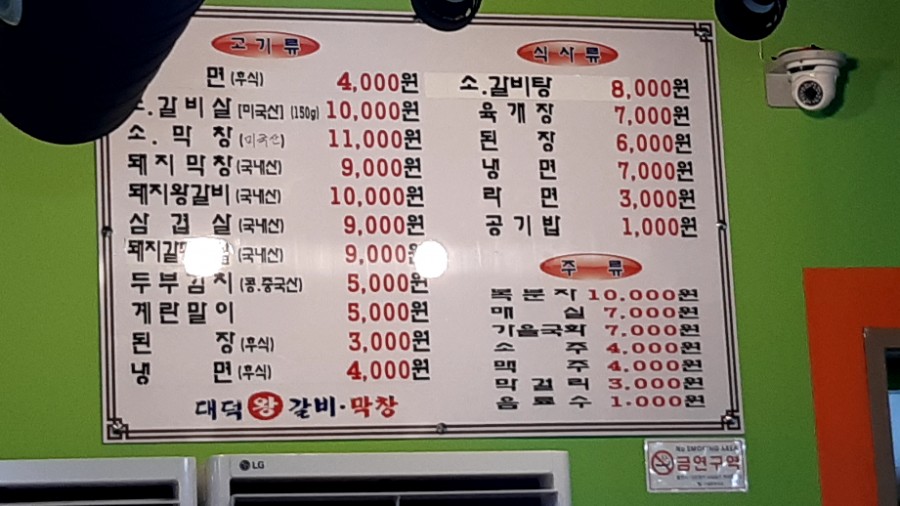 고기류
면(후식) 4,000원
소.갈비살[미국산](150g) 10,000원
소.막창(미국산) 11,000원
돼지막창(국내산) 9,000원
돼지왕갈비(국내산) 10,000원
삼겹살(국내산) 9,000원
돼지갈 (국내산) 9,000원
두부김치(콩.중국산) 5,000원
계란말이 5,000원
된장(후식) 3,000원
냉면(후식) 4,000원
대덕왕갈비·막창
식사류
소.갈비탕 8,000원
육개장 7,000원
된장 6,000원
냉면 7,000원
락면 3,000원
공기밥 1,000원
주류
복분자 10.000원
매실 7.000원
가을국화 7.000원
소주 4.000원
맥주 4.000원
막걸리 3.000원
음료수 1.000원
LG
No SMOKING AREA
금연구역